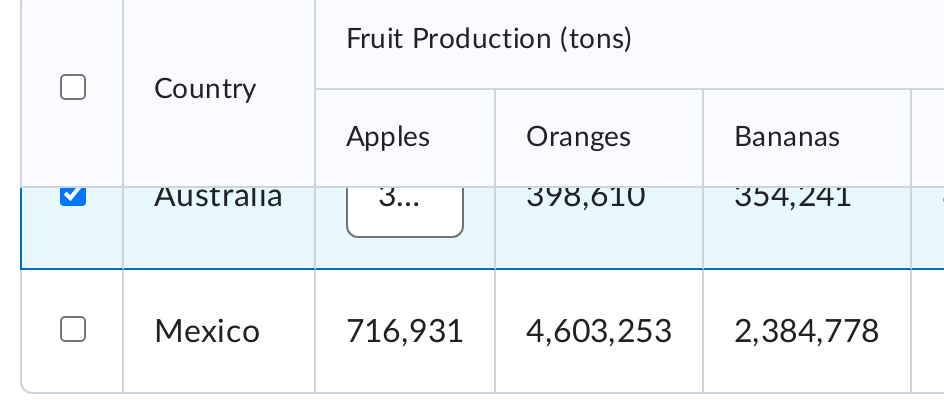 Fruit Production (tons)
Country
Apples Oranges Bananas
Australia 3... 398,610 354,241
Mexico 716,931 4,603,253 2,384,778